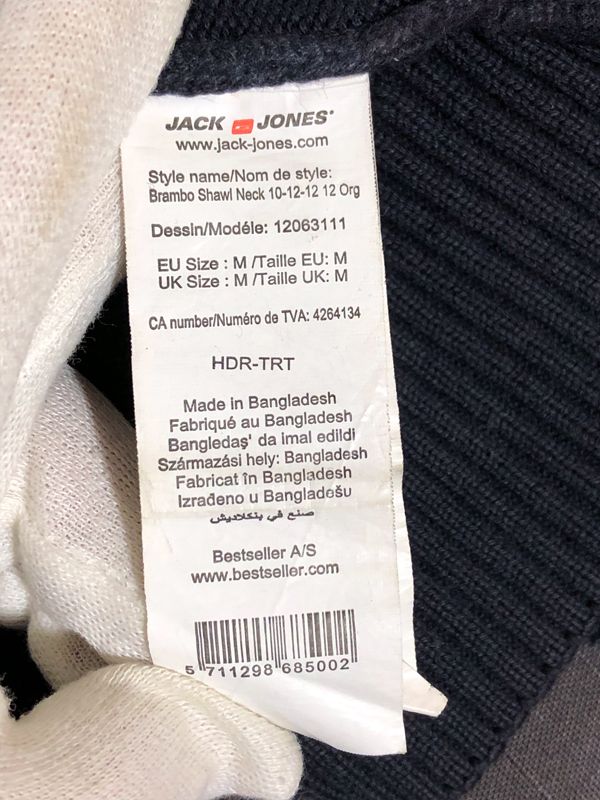 JACK JONES
www.jack-jones.com
Style name/Nom de style:
Brambo Shawl Neck 10-12-12 12 Org
Dessin/Modéle: 12063111
EU Size : M /Taille EU: M
UK Size : M /Taille UK: M
CA number/Numéro de TVA: 4264134
HDR-TRT
Made in Bangladesh
Fabriqué au Bangladesh
Bangledaş' da imal edildi
Származási hely: Bangladesh
Fabricat în Bangladesh
Izrađeno u Bangladešu
صنع في بنكلاديش
Bestseller A/S
www.bestseller.com
5 711298 685002